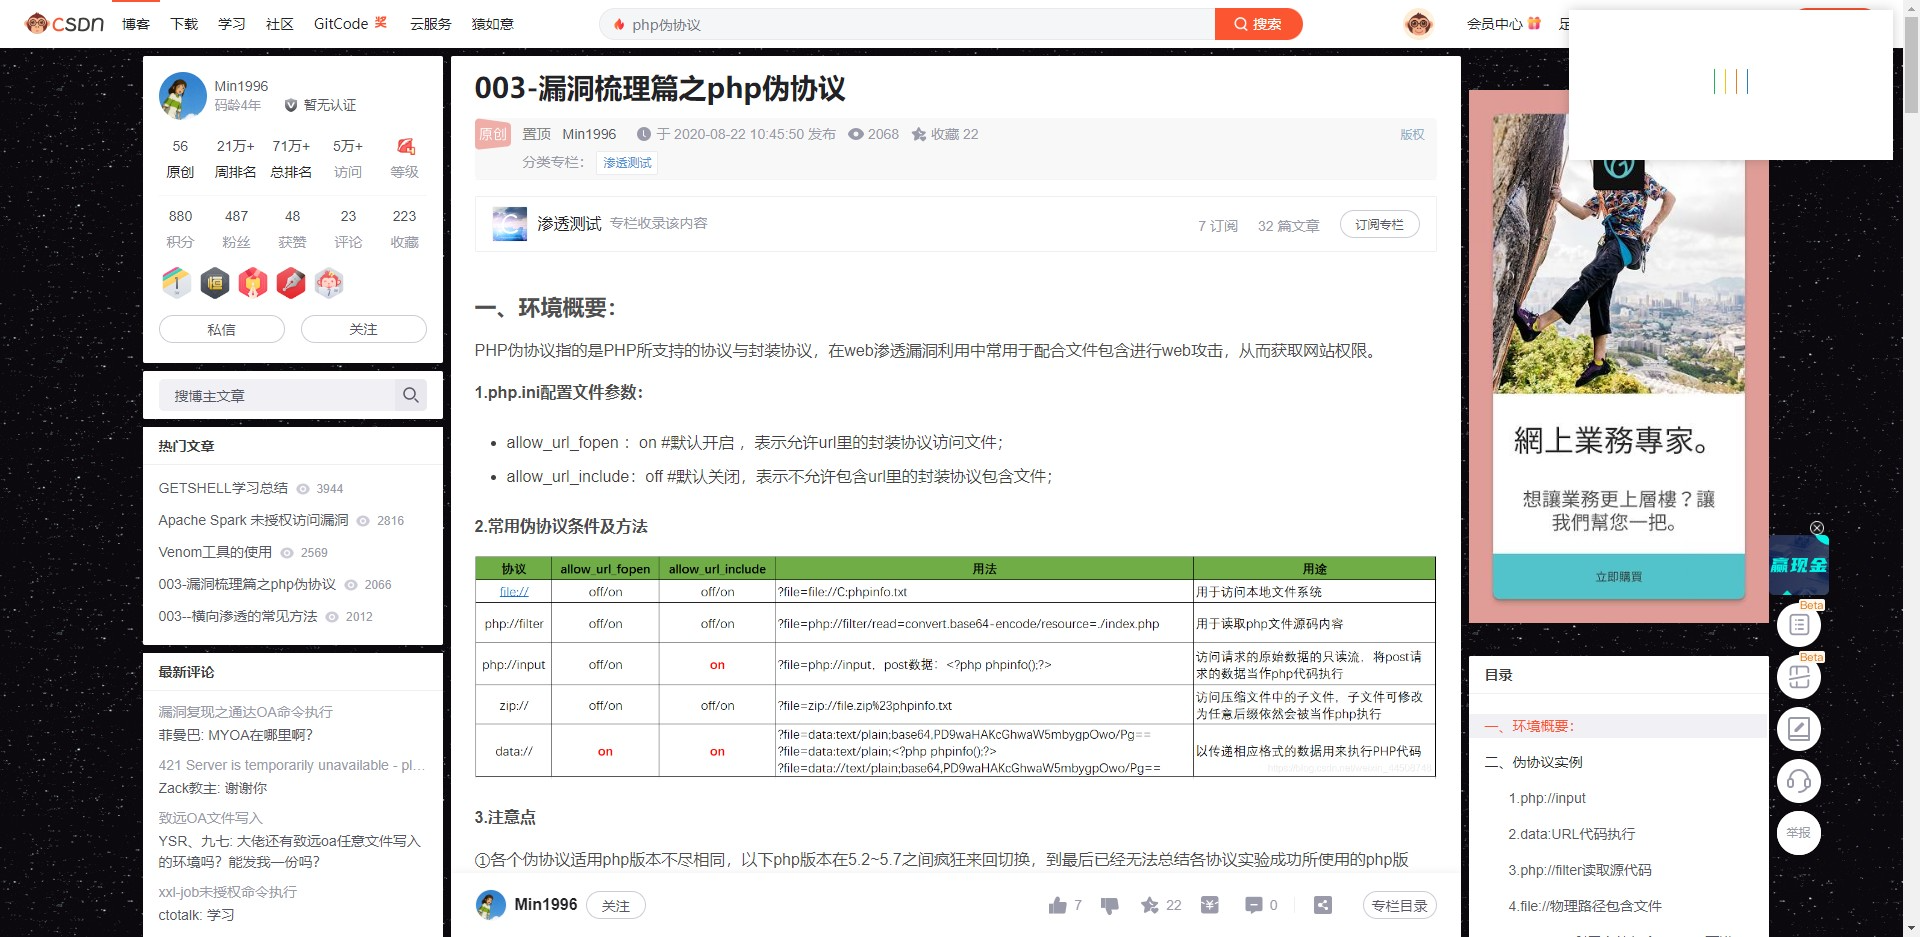 CSDN 博客 下载 学习 社区 GitCode 奖 云服务 猿如意 php伪协议 搜索 会员中心
Min1996
码龄4年 暂无认证
56 21万+ 71万+ 5万+
原创 周排名 总排名 访问 等级
880 487 48 23 223
积分 粉丝 获赞 评论 收藏
私信 关注
搜博主文章
热门文章
GETSHELL学习总结 3944
Apache Spark 未授权访问漏洞 2816
Venom工具的使用 2569
003-漏洞梳理篇之php伪协议 2066
003--横向渗透的常见方法 2012
最新评论
漏洞复现之通达OA命令执行
菲曼巴: MYOA在哪里啊?
421 Server is temporarily unavailable - pl...
Zack教主: 谢谢你
致远OA文件写入
YSR、九七: 大佬还有致远oa任意文件写入
的环境吗？能发我一份吗?
xxl-job未授权命令执行
ctotalk: 学习
003-漏洞梳理篇之php伪协议
原创 置顶 Min1996 于 2020-08-22 10:45:50 发布 2068 收藏 22 版权
分类专栏： 渗透测试
渗透测试 专栏收录该内容 7 订阅 32 篇文章 订阅专栏
一、环境概要：
PHP伪协议指的是PHP所支持的协议与封装协议，在web渗透漏洞利用中常用于配合文件包含进行web攻击，从而获取网站权限。
1.php.ini配置文件参数：
• allow_url_fopen ： on #默认开启 ，表示允许url里的封装协议访问文件；
• allow_url_include：off #默认关闭，表示不允许包含url里的封装协议包含文件；
2.常用伪协议条件及方法
协议 allow_url_fopen allow_url_include 用法 用途
file:// off/on off/on ?file=file://C:phpinfo.txt 用于访问本地文件系统
php://filter off/on off/on ?file=php://filter/read=convert.base64-encode/resource=./index.php 用于读取php文件源码内容
php://input off/on on ?file=php://input，post数据：<?php phpinfo();?> 访问请求的原始数据的只读流，将post请
求的数据当作php代码执行
zip:// off/on off/on ?file=zip://file.zip%23phpinfo.txt 访问压缩文件中的子文件，子文件可修改
为任意后缀依然会被当作php执行
data:// on on ?file=data:text/plain;base64,PD9waHAKcGhwaW5mbygpOwo/Pg==
?file=data:text/plain;<?php phpinfo();?> 以传递相应格式的数据用来执行PHP代码
?file=data://text/plain;base64,PD9waHAKcGhwaW5mbygpOwo/Pg==
3.注意点
①各个伪协议适用php版本不尽相同，以下php版本在5.2~5.7之间疯狂来回切换，到最后已经无法总结各协议实验成功所使用的php版
Min1996 关注 7 22 0 专栏目录
網上業務專家。
想讓業務更上層樓？讓
我們幫您一把。
立即購買
赢现金
Beta
Beta
举报
目录
一、环境概要：
二、伪协议实例
1.php://input
2.data:URL代码执行
3.php://filter读取源代码
4.file://物理路径包含文件